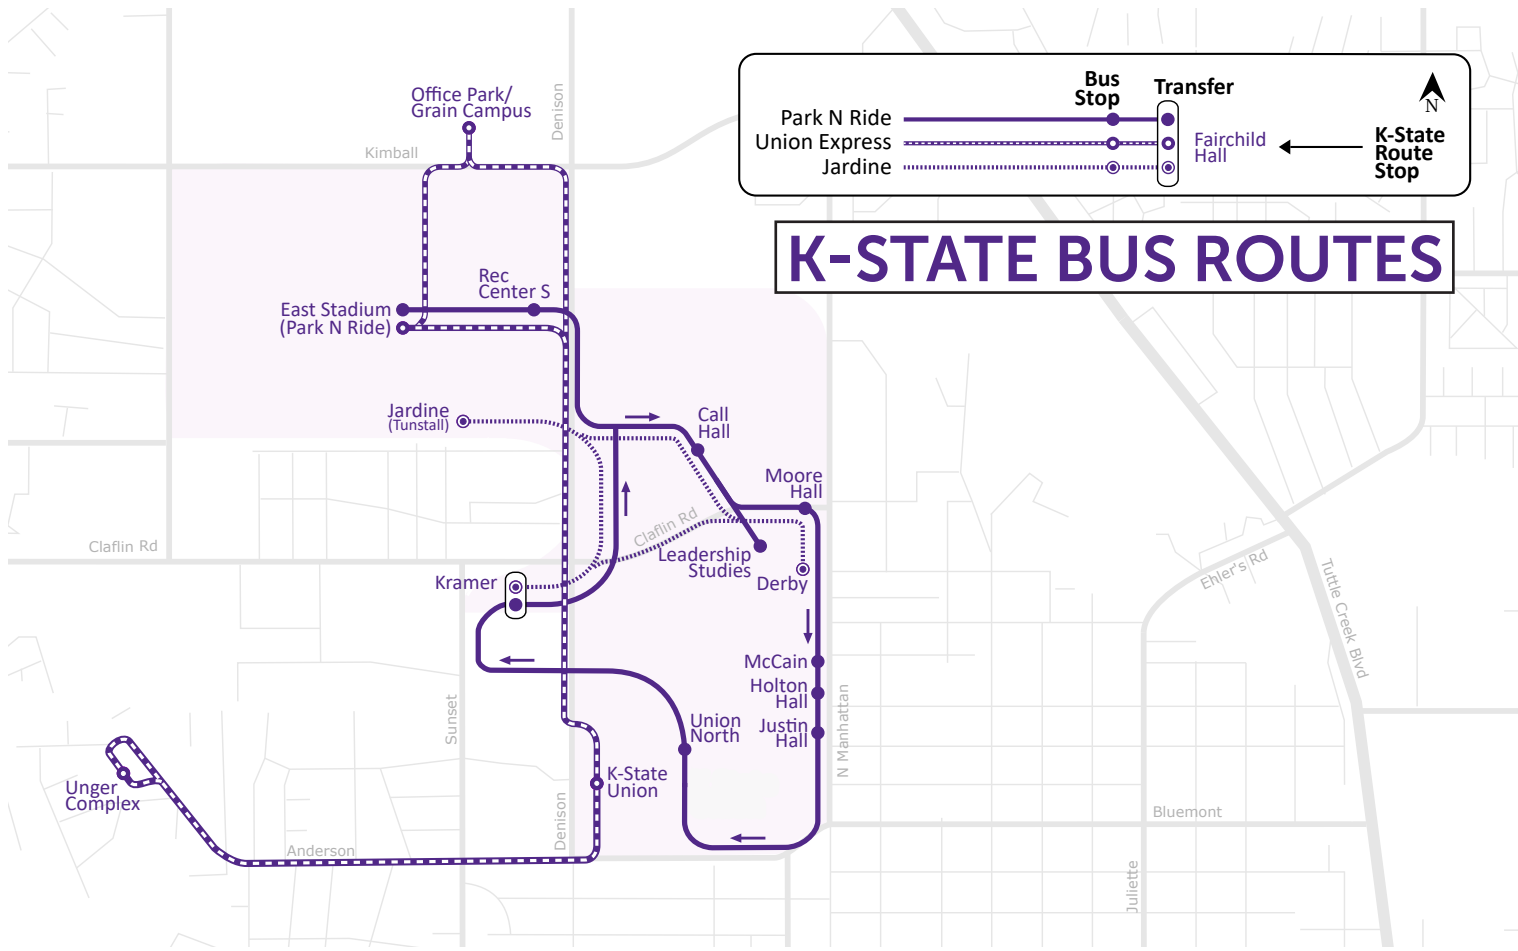 Office Park/
Grain Campus
Denison
Kimball
Bus
Stop
Transfer
N
Park N Ride
Union Express
Jardine
Fairchild
Hall
K-State
Route
Stop
K-STATE BUS ROUTES
Rec
Center S
East Stadium
(Park N Ride)
Jardine
(Tunstall)
Call
Hall
Moore
Hall
Claflin Rd
Claflin Rd
Leadership
Studies
Derby
Kramer
Ehler's Rd
Tuttle Creek Blvd
McCain
Holton
Hall
Justin
Hall
Union
North
N Manhattan
Sunset
K-State
Union
Unger
Complex
Denison
Anderson
Bluemont
Juliette